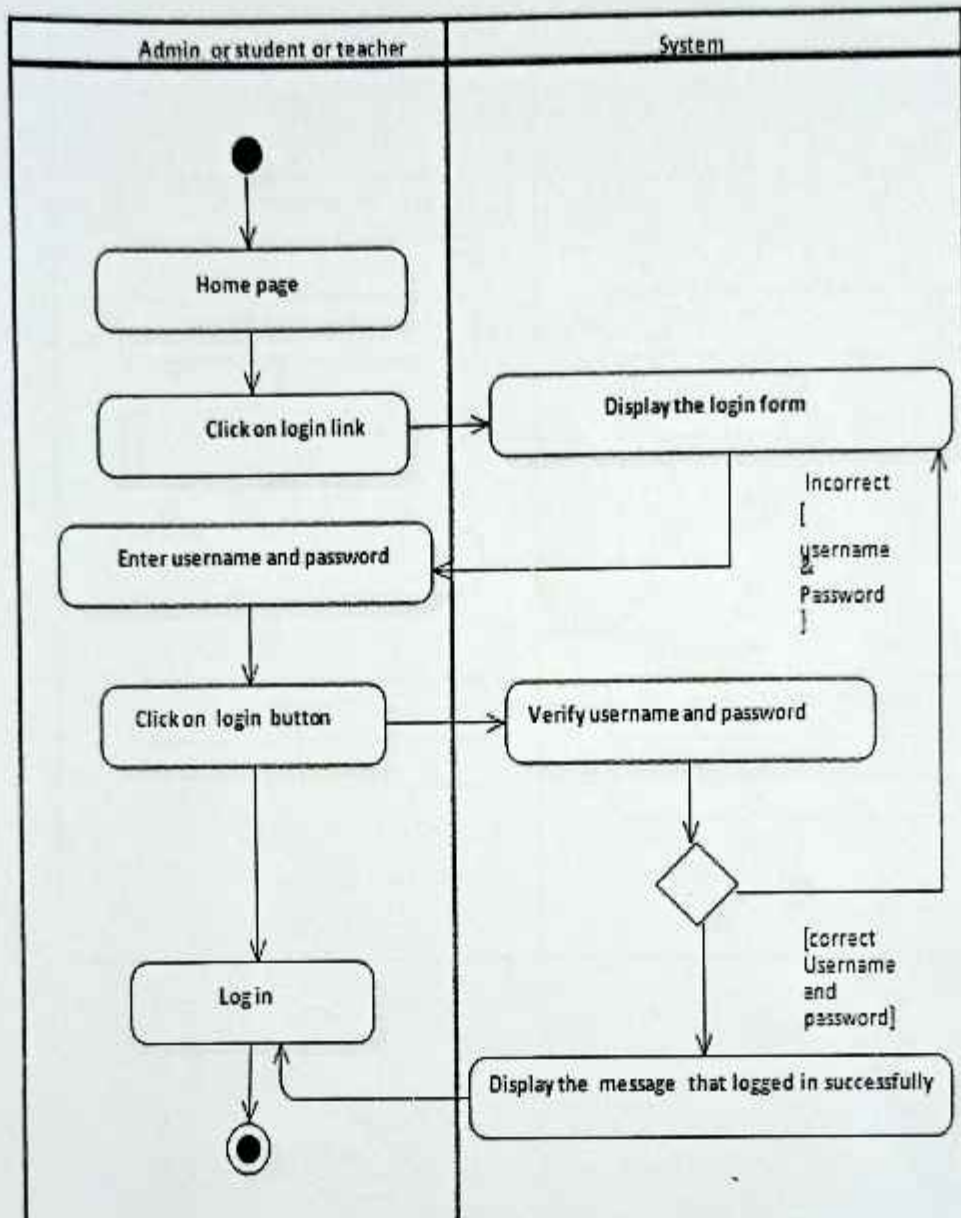 Admin or student or teacher
System
Home page
Click on login link
Display the login form
Incorrect
[
username
&
Password
]
Enter username and password
Click on login button
Verify username and password
[correct
Username
and
password]
Login
Display the message that logged in successfully